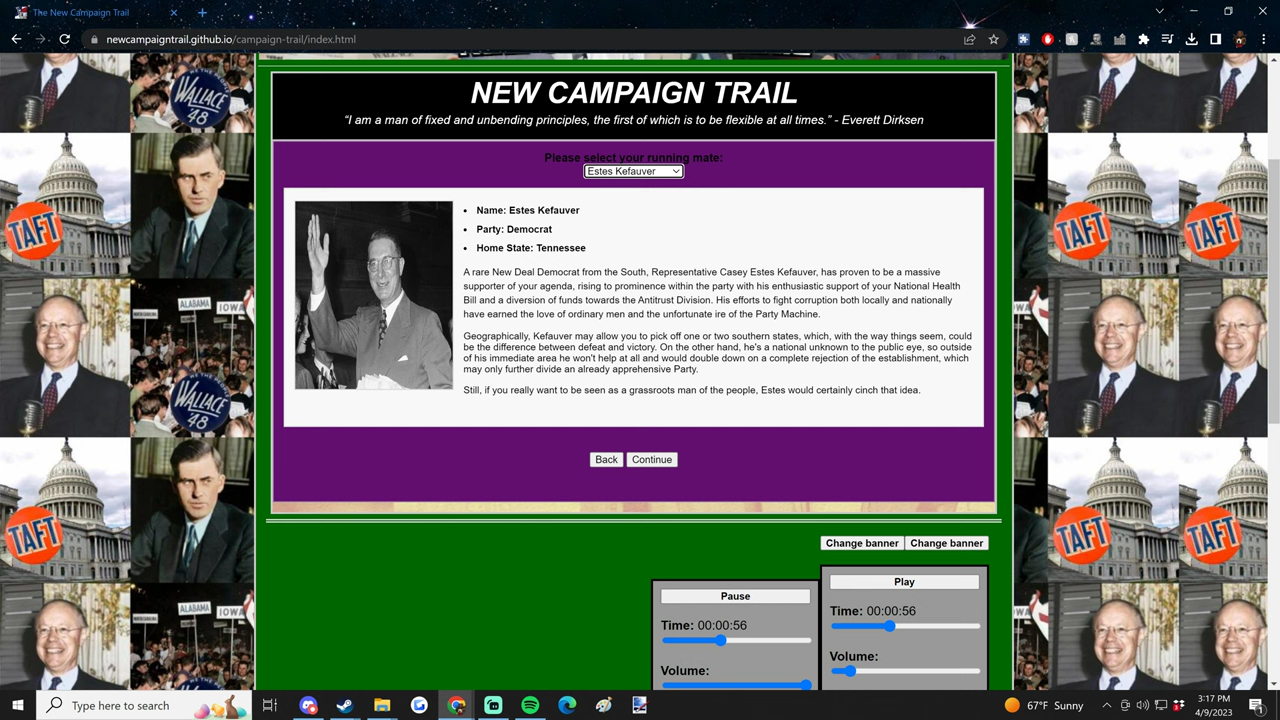 The New Campaign Trail
newcampaigntrail.github.io/campaign-trail/index.html
NEW CAMPAIGN TRAIL
“I am a man of fixed and unbending principles, the first of which is to be flexible at all times.” - Everett Dirksen
Please select your running mate:
Estes Kefauver
Name: Estes Kefauver
Party: Democrat
Home State: Tennessee
A rare New Deal Democrat from the South, Representative Casey Estes Kefauver, has proven to be a massive
supporter of your agenda, rising to prominence within the party with his enthusiastic support of your National Health
Bill and a diversion of funds towards the Antitrust Division. His efforts to fight corruption both locally and nationally
have earned the love of ordinary men and the unfortunate ire of the Party Machine.
Geographically, Kefauver may allow you to pick off one or two southern states, which, with the way things seem, could
be the difference between defeat and victory. On the other hand, he's a national unknown to the public eye, so outside
of his immediate area he won't help at all and would double down on a complete rejection of the establishment, which
may only further divide an already apprehensive Party.
Still, if you really want to be seen as a grassroots man of the people, Estes would certainly cinch that idea.
Back Continue
Change banner Change banner
Pause
Time: 00:00:56
Volume:
Play
Time: 00:00:56
Volume:
WALLACE '48
TAFT
TAFT
TAFT
ALABAMA
IOWA
WALLACE 48
TAFT
TAFT
TAFT
ALABAMA
IOWA
Type here to search
67°F Sunny
3:17 PM
4/9/2023